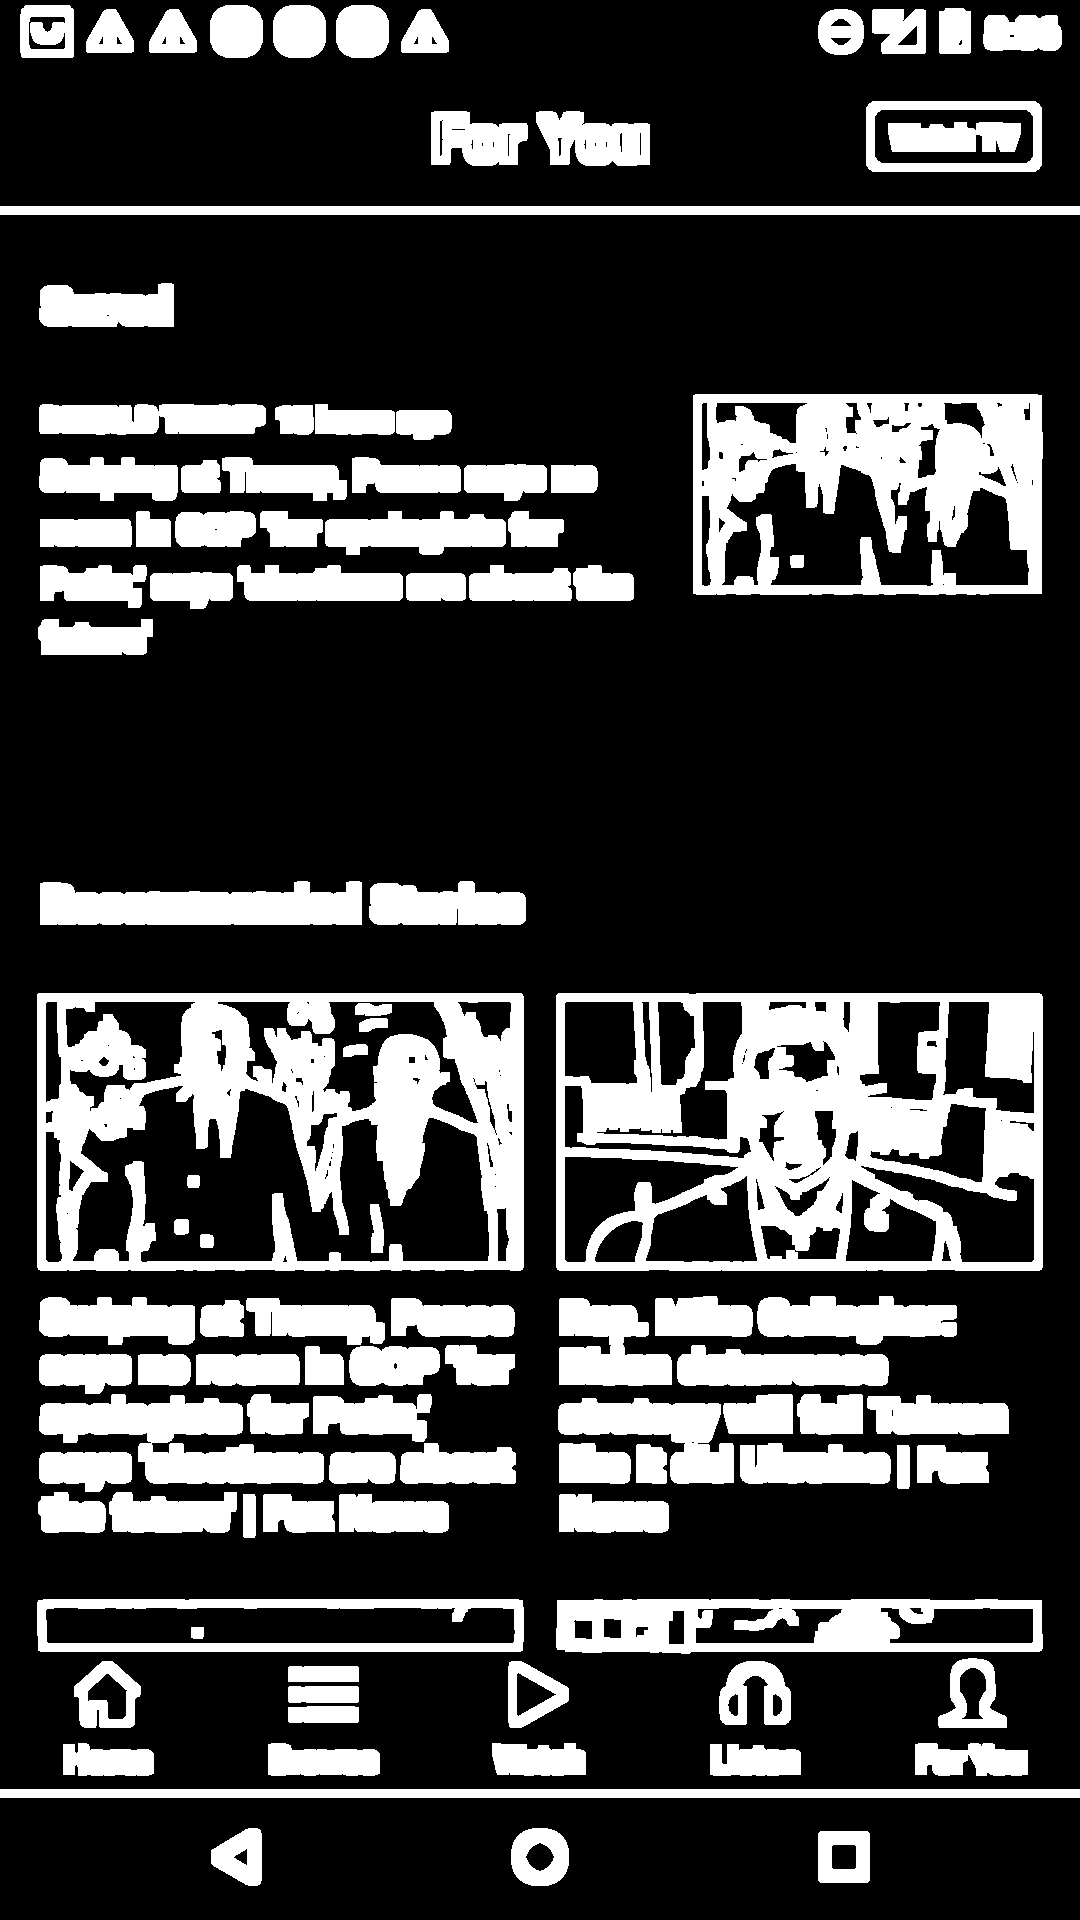 For You
Watch TV
Saved
DONALD TRUMP
hours ago
Sniping at Trump, Pence says no
room in GOP 'for apologists for
Putin,' says 'elections are about the
future'
Recommended Stories
Sniping at Trump, Pence
says no room in GOP 'for
apologists for Putin,'
says 'elections are about
the future' | Fox News
Rep. Mike Gallagher:
Biden deterrence
strategy will fail Taiwan
like it did Ukraine | Fox
News
Home
Browse
Watch
Listen
For You